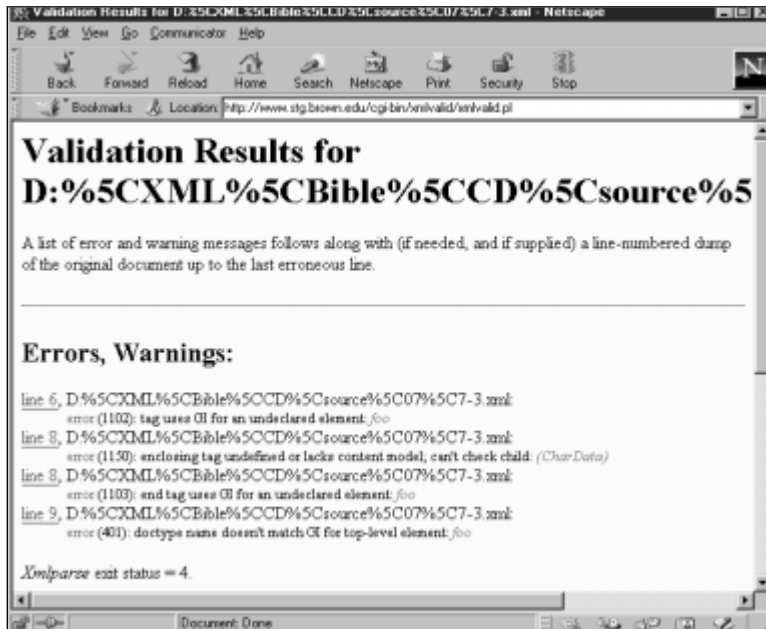 Validation Results for D:%5CXML%5CBible%5CCD%5Csource%5C07%5C7-3.xml - Netscape
File Edit View Go Communicator Help
Back Forward Reload Home Search Netscape Print Security Stop
N
Bookmarks Location: http://www.stg.brown.edu/cgi-bin/xmlvalid/xmlvalid.pl
Validation Results for
D:%5CXML%5CBible%5CCD%5Csource%5
A list of error and warning messages follows along with (if needed, and if supplied) a line-numbered dump
of the original document up to the last erroneous line.
Errors, Warnings:
line 6, D:%5CXML%5CBible%5CCD%5Csource%5C07%5C7-3.xml:
error (1102): tag uses GI for an undeclared element: foo
line 8, D:%5CXML%5CBible%5CCD%5Csource%5C07%5C7-3.xml:
error (1150): enclosing tag undefined or lacks content model; can't check child: (CharData)
line 8, D:%5CXML%5CBible%5CCD%5Csource%5C07%5C7-3.xml:
error (1103): end tag uses GI for an undeclared element: foo
line 9, D:%5CXML%5CBible%5CCD%5Csource%5C07%5C7-3.xml:
error (401): doctype name doesn't match GI for top-level element: foo
Xmlparse exit status = 4.
Document: Done